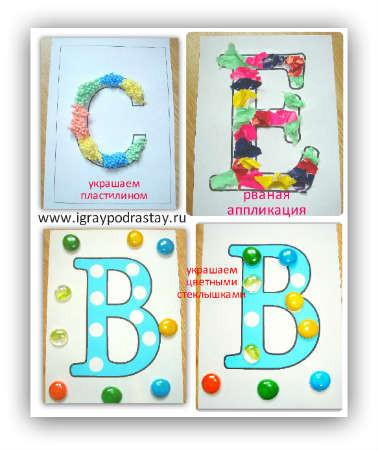 С
Е
украшаем
пластилином
рваная
аппликация
www.igraypodrastay.ru
В
В
украшаем
цветными
стеклышками